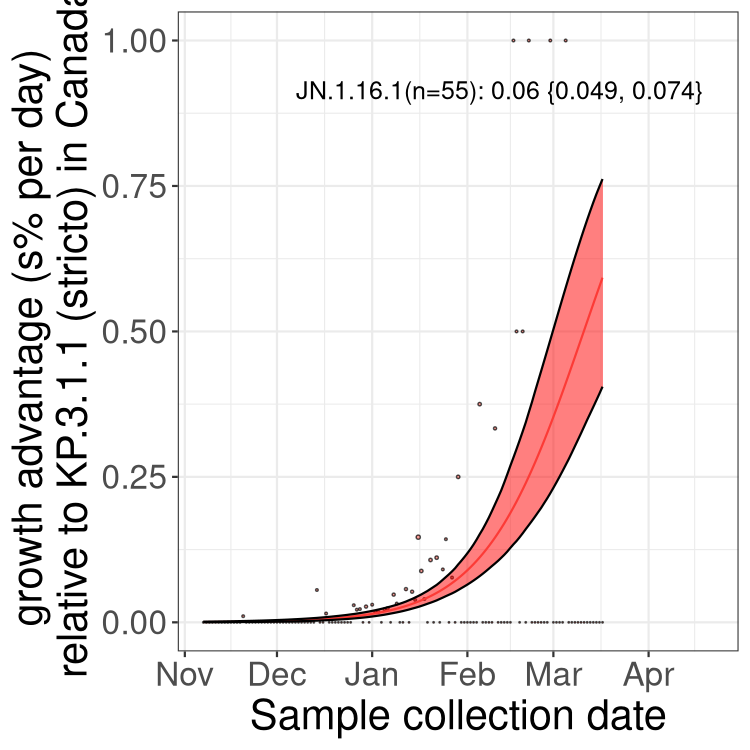 growth advantage (s% per day)
relative to KP.3.1.1 (stricto) in Canada
1.00
0.75
0.50
0.25
0.00
JN.1.16.1(n=55): 0.06 {0.049, 0.074}
Nov Dec Jan Feb Mar Apr
Sample collection date